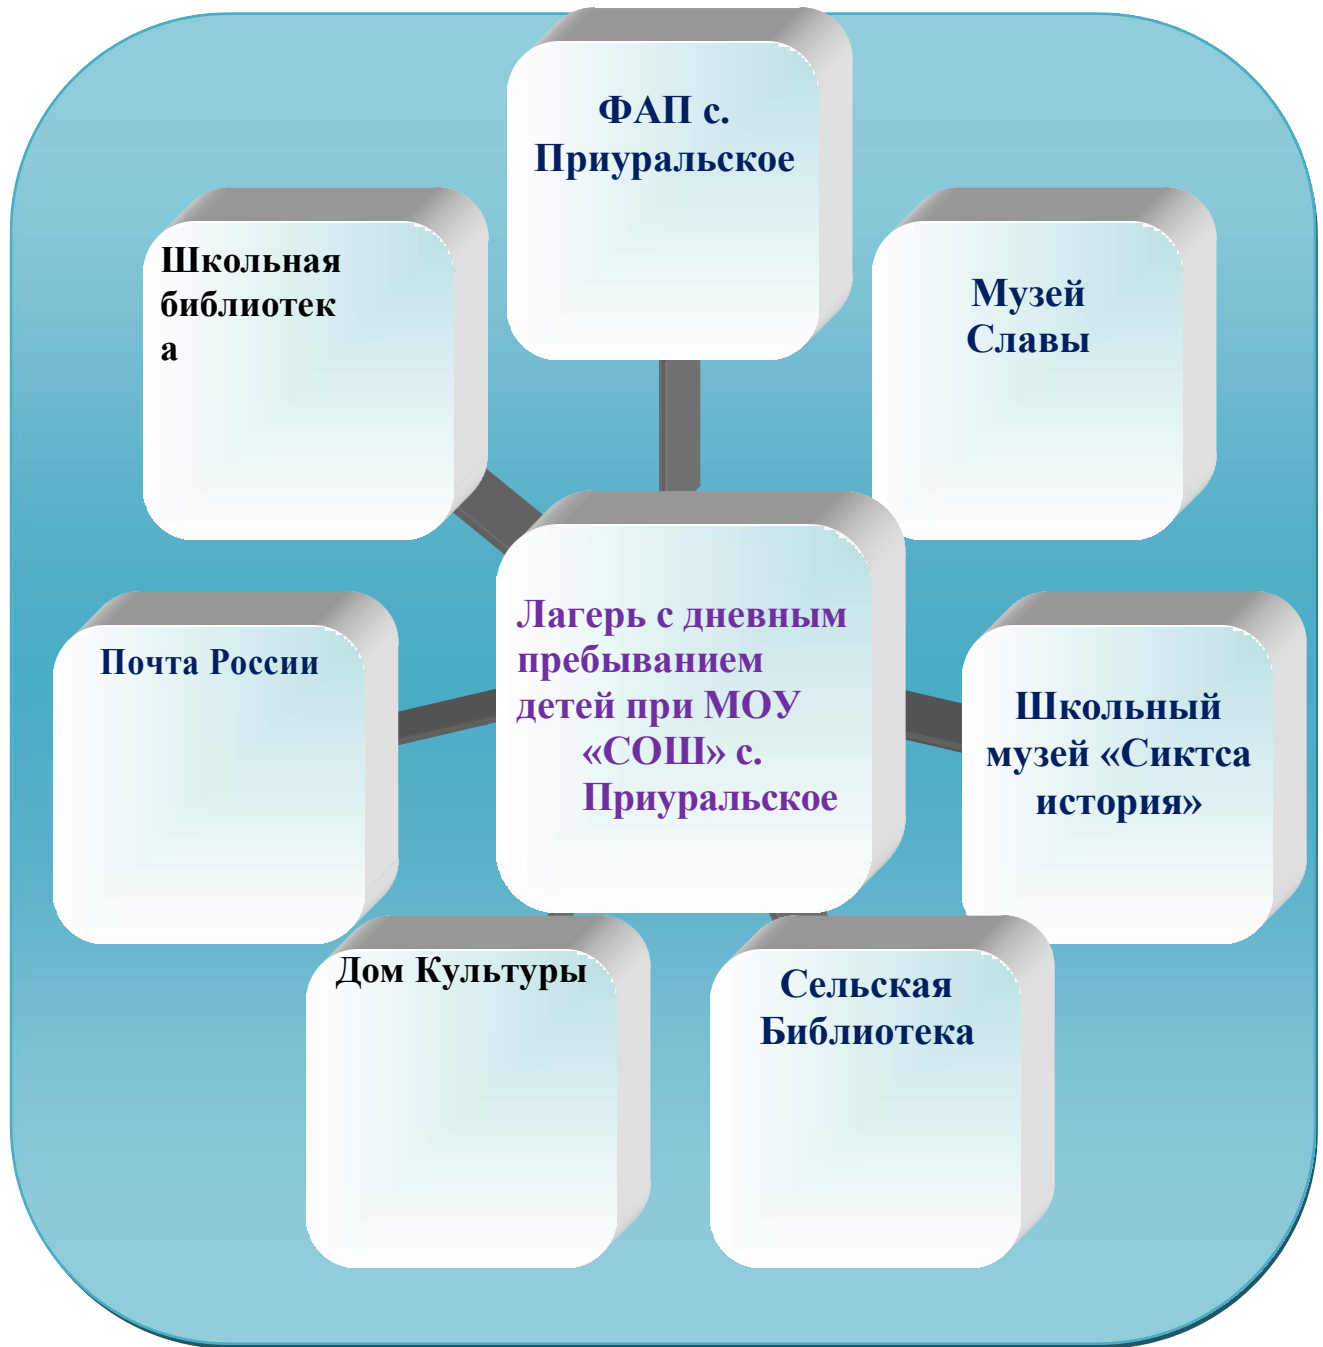 ФАП с.
Приуральское
Школьная
библиотек
а
Музей
Славы
Лагерь с дневным
пребыванием
детей при МОУ
«СОШ» с.
Приуральское
Почта России
Школьный
музей «Сиктса
история»
Дом Культуры
Сельская
Библиотека